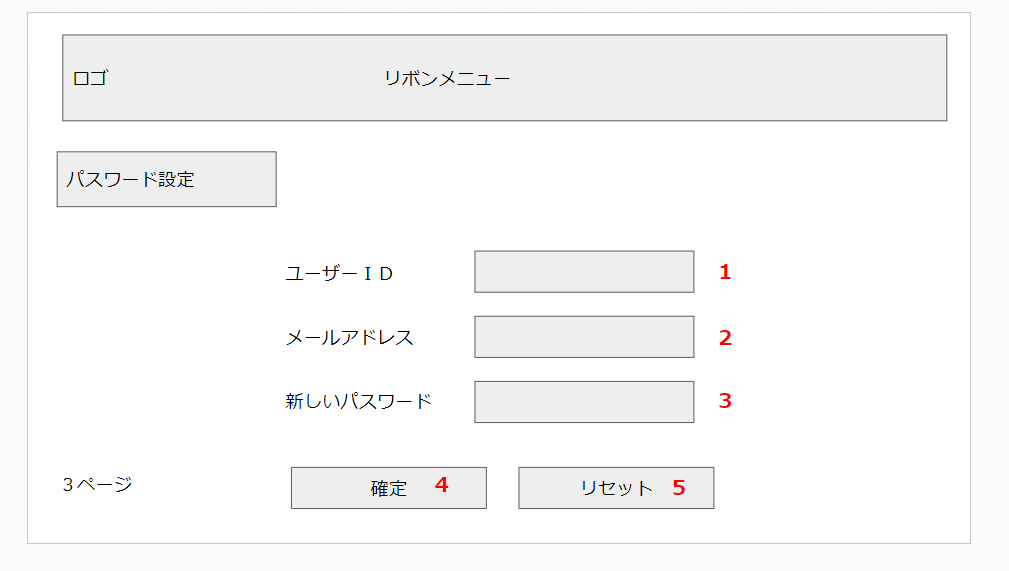 ロゴ リボンメニュー
パスワード設定
ユーザーＩＤ 1
メールアドレス 2
新しいパスワード 3
３ページ 確定 4 リセット 5